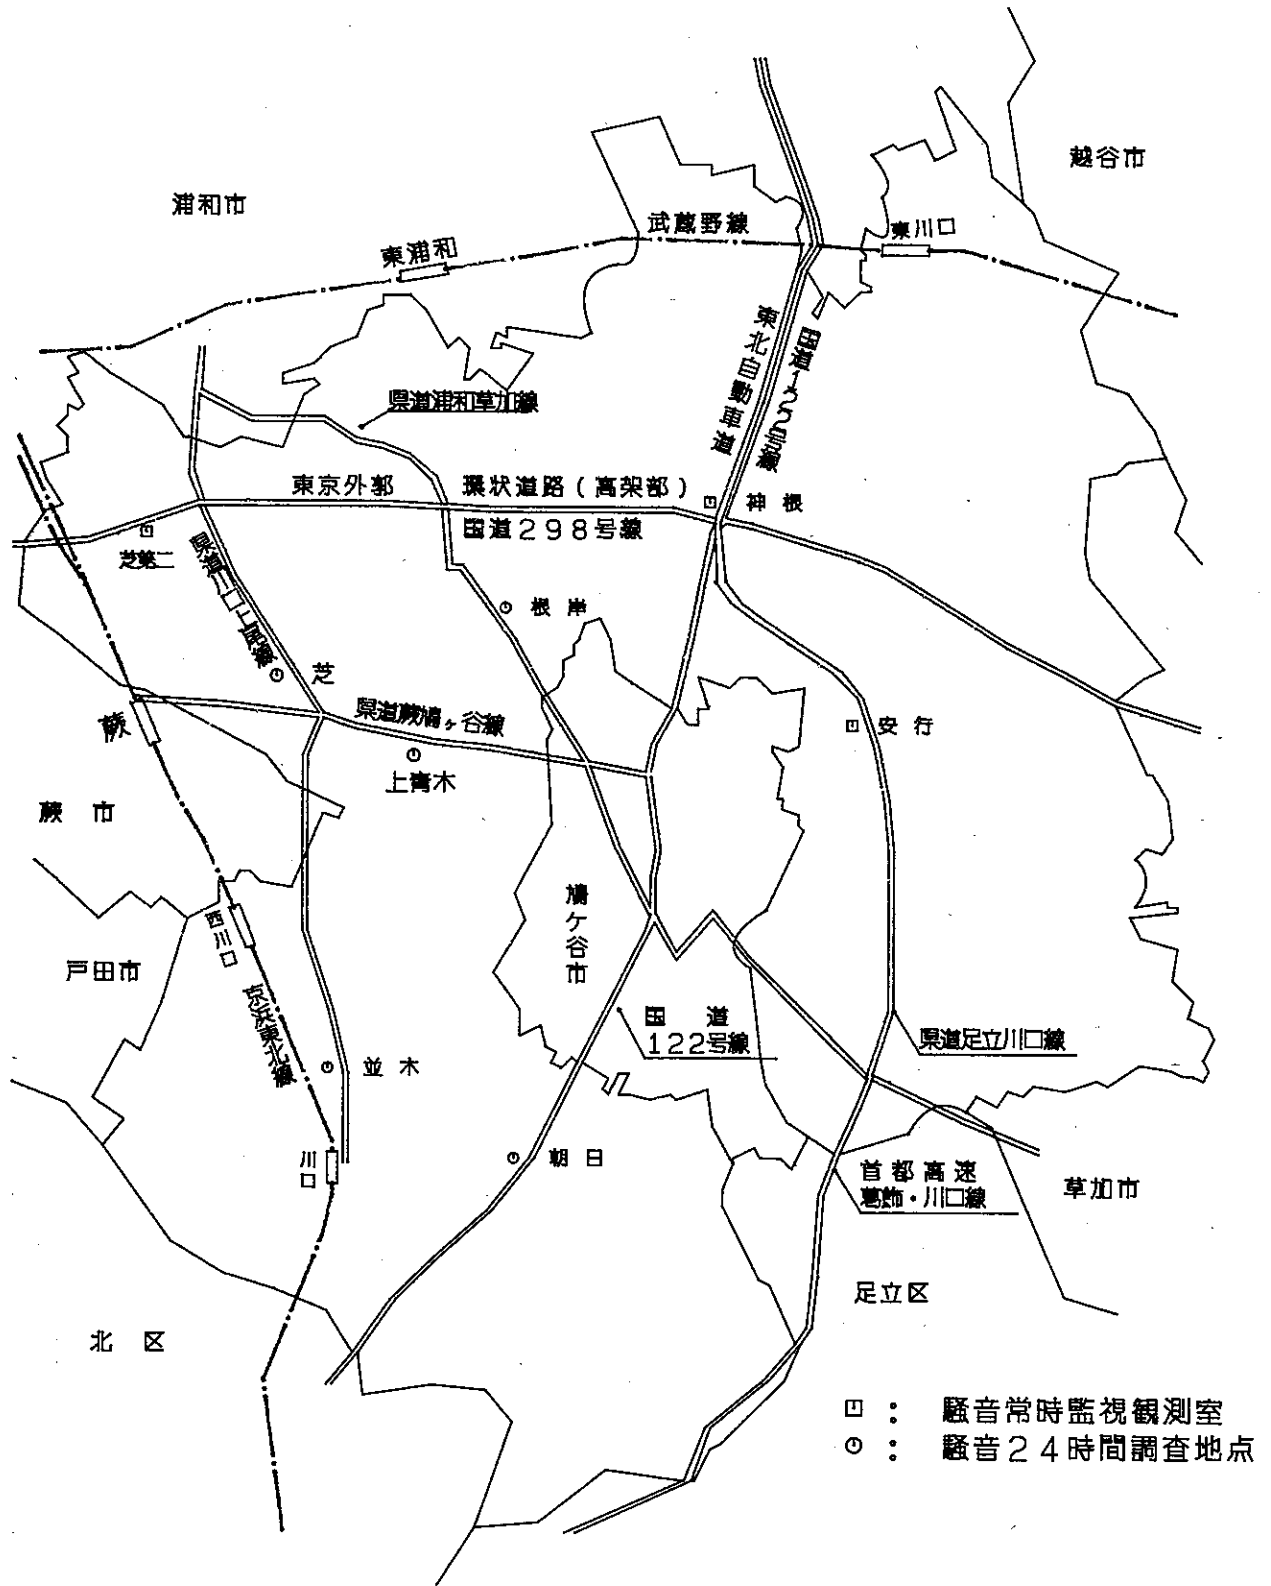 越谷市
浦和市
武蔵野線
東川口
東浦和
東北自動車道
国道122号線
県道浦和草加線
東京外郭
環状道路(高架部)
神根
国道298号線
芝第二
県道川口上尾線
根岸
芝
蕨
県道蕨鳩ヶ谷線
安行
上青木
蕨市
鳩ケ谷市
西川口
戸田市
京浜東北線
国道
122号線
県道足立川口線
並木
川口
朝日
首都高速
葛飾・川口線
草加市
足立区
北区
: 騒音常時監視観測室
: 騒音24時間調査地点